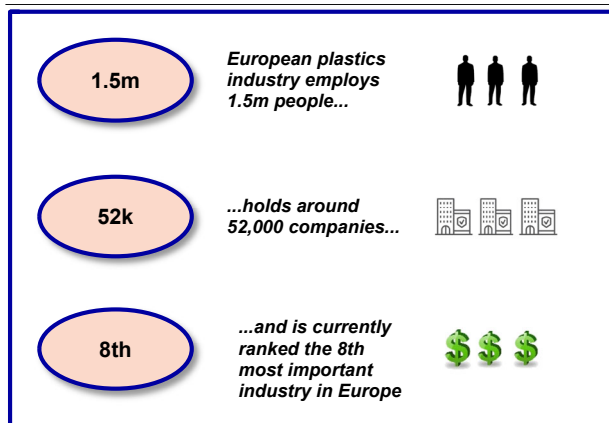 1.5m
European plastics
industry employs
1.5m people...
52k
...holds around
52,000 companies...
8th
...and is currently
ranked the 8th
most important
industry in Europe
$ $ $